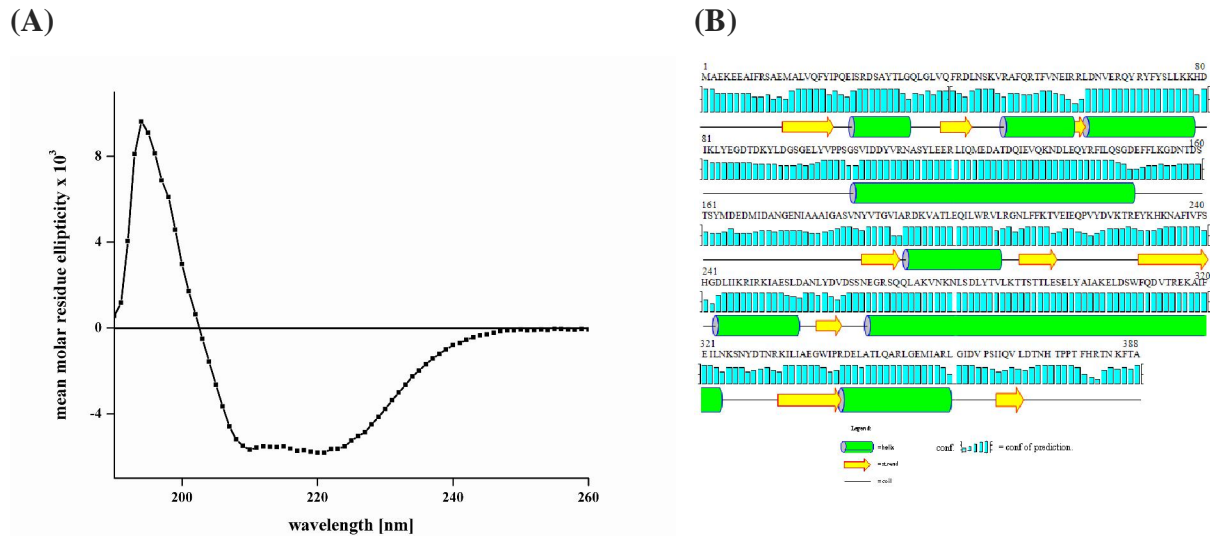 (A)
(B)
mean molar residue ellipticity x 10³
8
4
0
-4
200
220
240
260
wavelength [nm]
1 80
MAEKEEAIFRSAEMALVQFYIPQEISRDSAYTLGQLGLVQFRDLNSKVRAFQRTFVNEIRRLDNVERQYRYFYSLLKKHD
81 160
IKLYEGDTDKYLDGSGELYVPPSGSVIDDYVRNASYLEERLIQMEDATDQIEVQKNDLEQYRFILQSGDEFFLKGDNTDS
161 240
TSYMDEDMIDANGENIAAAIGASVNYVTGVIARDKVATLEQILWRVLRGNLFFKTVEIEQPVYDVKTREYKHKNAFIVFS
241 320
HGDLIIKRIRKIAESLDANLYDVDSSNEGRSQQLAKVNKNLSDLYTVLKTTSTTLESELYAIAKELDSWFQDVTREKAIF
321 388
EILNKSNYDTNRKILIAEGWIPRDELATLQARLGEMIARL GIDV PSIIQV LDTNH TPPT FHRTN KFTA
Legend:
=helix
conf. = conf of prediction.
=strand
=coil